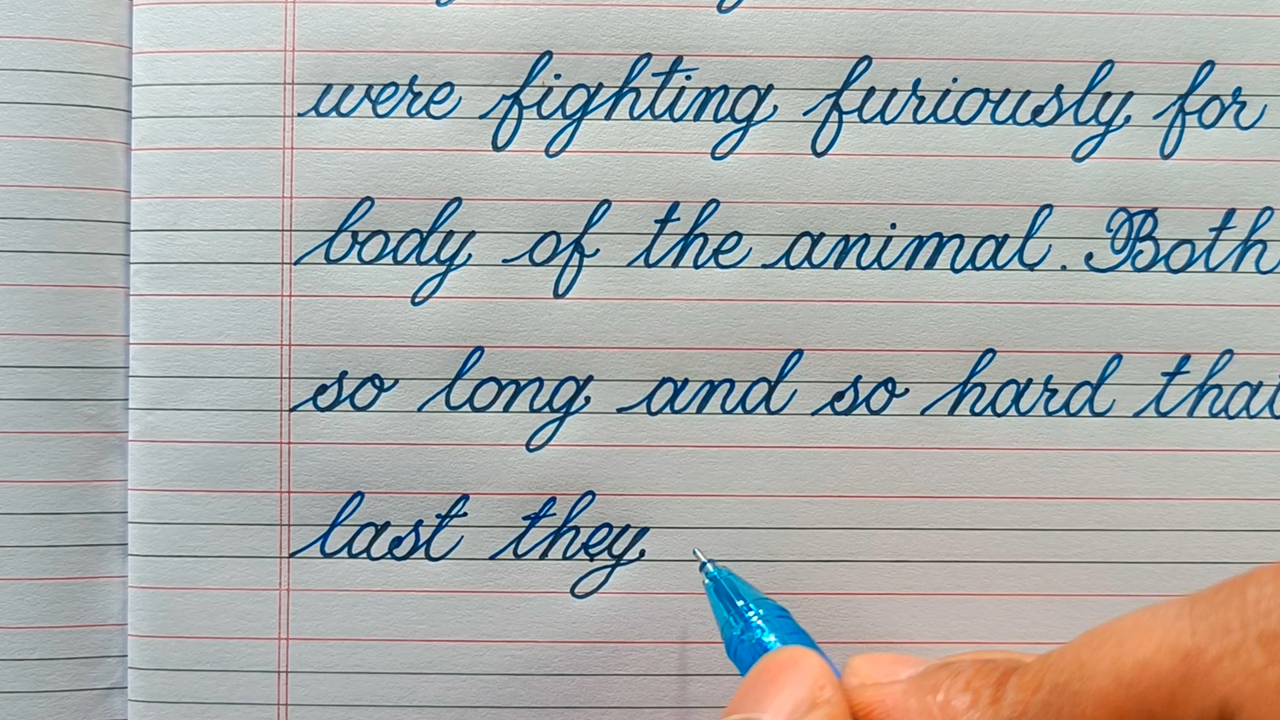 were fighting furiously for
body of the animal. Both
so long and so hard that
last they